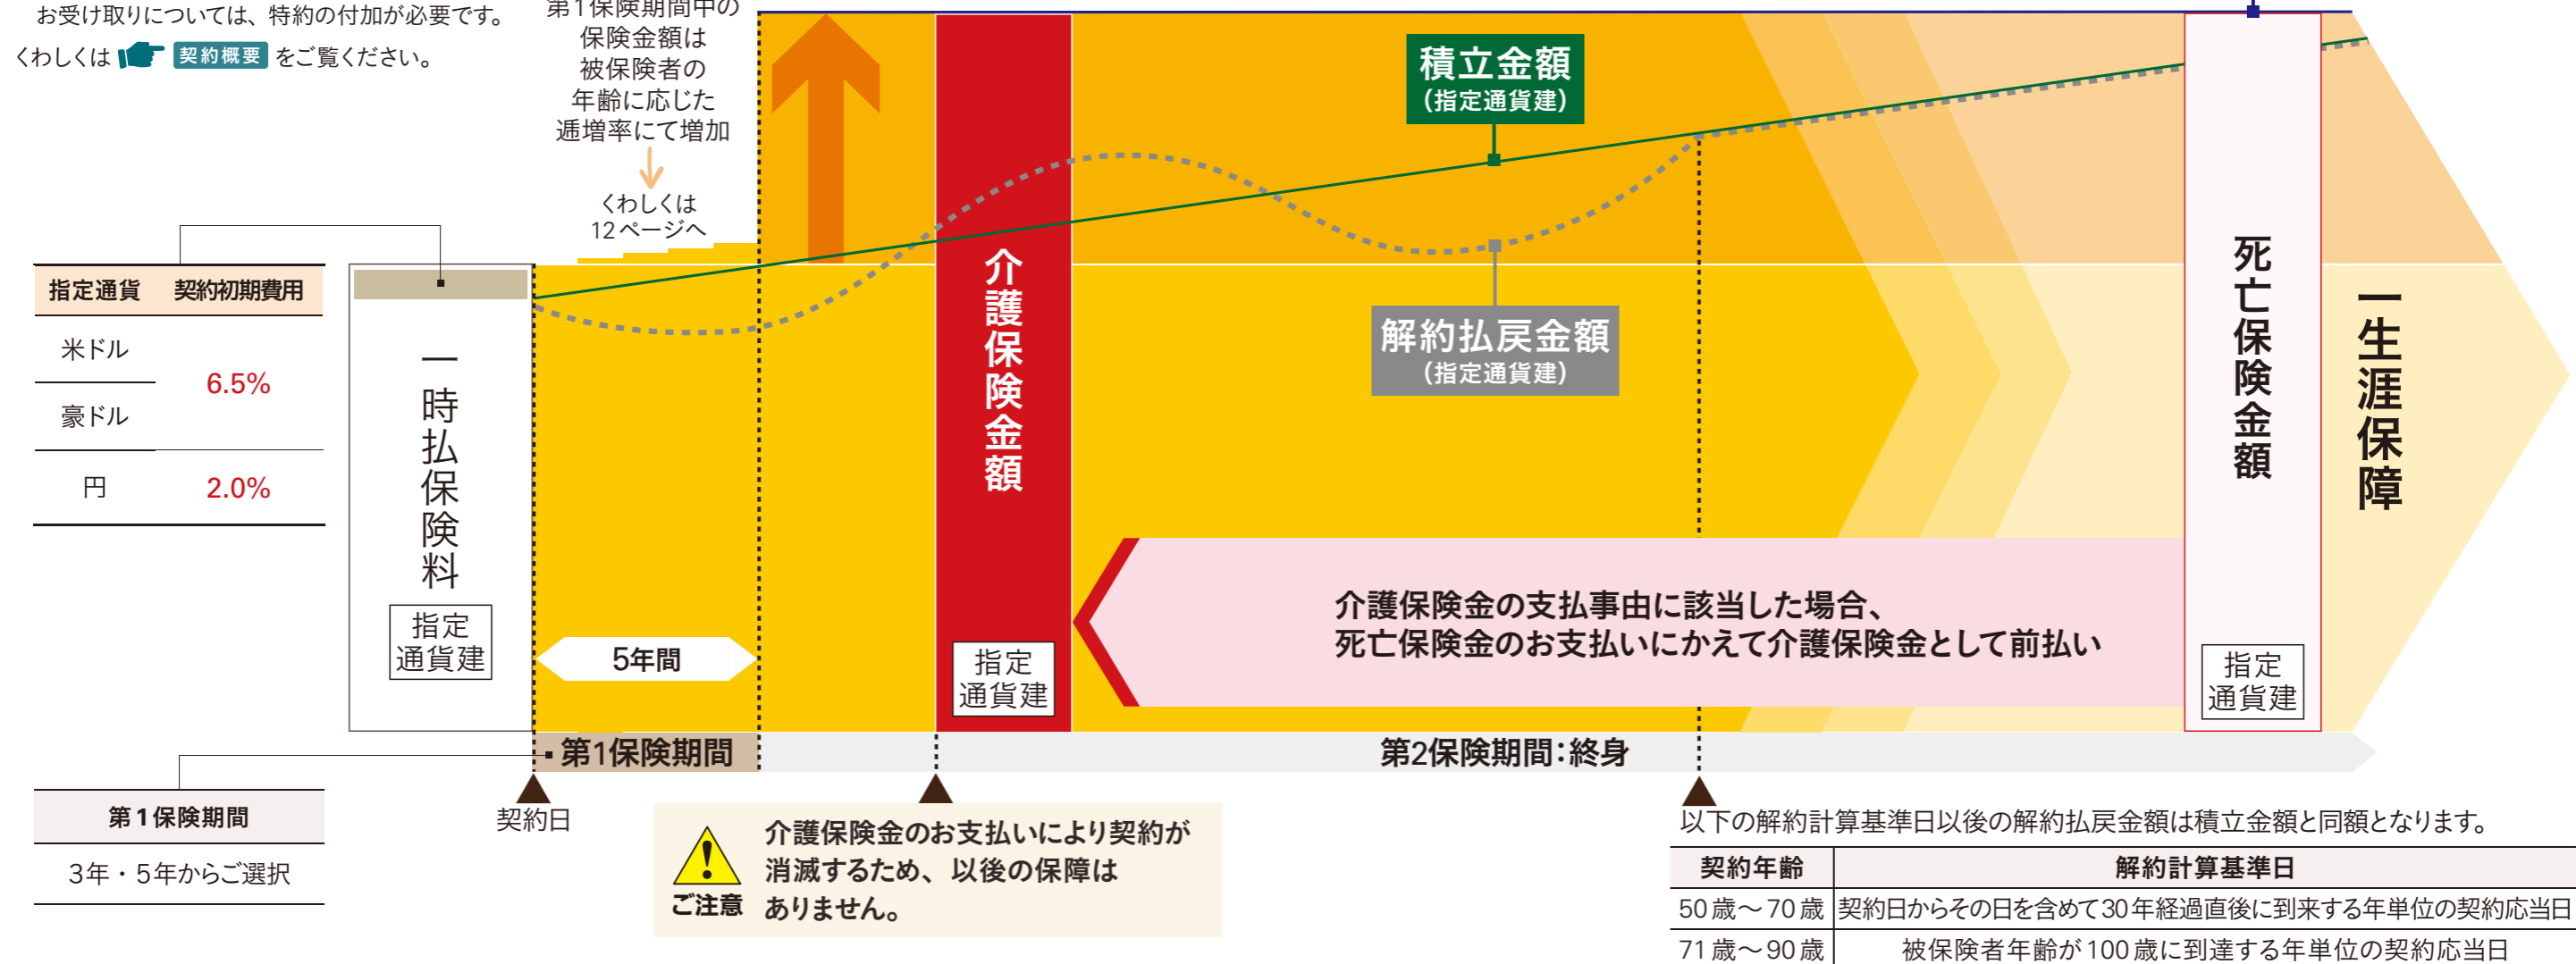 お受け取りについては、特約の付加が必要です。
くわしくは 契約概要 をご覧ください。
第1保険期間中の
保険金額は
被保険者の
年齢に応じた
逓増率にて増加
くわしくは
12ページへ
指定通貨 契約初期費用
米ドル
豪ドル
6.5%
円 2.0%
一時払保険料
指定
通貨建
5年間
介護保険金額
指定
通貨建
積立金額
(指定通貨建)
解約払戻金額
(指定通貨建)
介護保険金の支払事由に該当した場合、
死亡保険金のお支払いにかえて介護保険金として前払い
死亡保険金額
指定
通貨建
一生涯保障
第1保険期間
第2保険期間:終身
第1保険期間
3年・5年からご選択
契約日
ご注意
介護保険金のお支払いにより契約が
消滅するため、以後の保障は
ありません。
以下の解約計算基準日以後の解約払戻金額は積立金額と同額となります。
契約年齢 解約計算基準日
50歳～70歳 契約日からその日を含めて30年経過直後に到来する年単位の契約応当日
71歳～90歳 被保険者年齢が100歳に到達する年単位の契約応当日